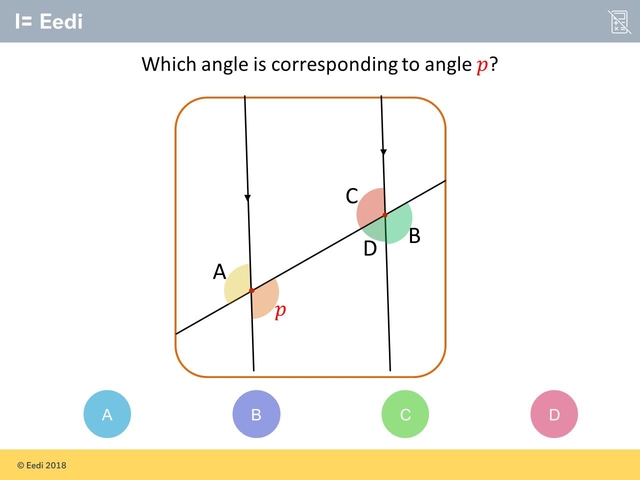 I= Eedi
Which angle is corresponding to angle p?
C
B
D
A
p
A B C D
© Eedi 2018